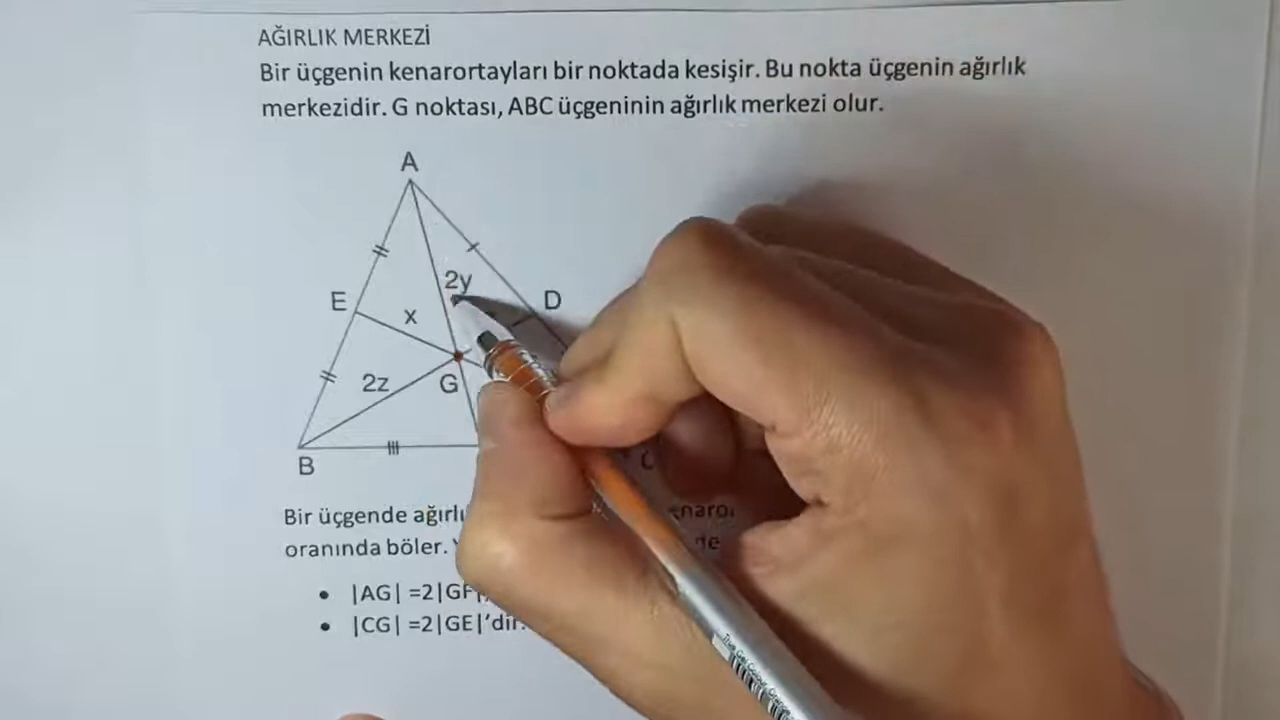 AĞIRLIK MERKEZİ
Bir üçgenin kenarortayları bir noktada kesişir. Bu nokta üçgenin ağırlık
merkezidir. G noktası, ABC üçgeninin ağırlık merkezi olur.
A
2y
E
D
x
2z
G
B
C
Bir üçgende
oranında böler.
• |AG| =2|GF|
• |CG| =2|GE|'dir.